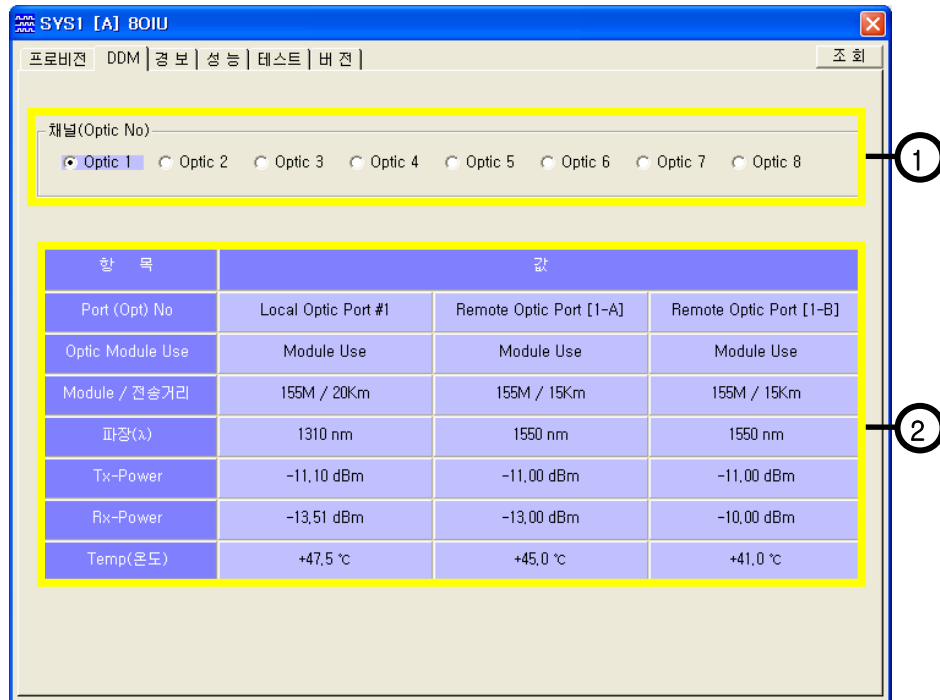 SYS1 [A] 8OIU
프로비젼 DDM 경 보 성 능 테스트 버 전 조 회
채널(Optic No)
Optic 1 Optic 2 Optic 3 Optic 4 Optic 5 Optic 6 Optic 7 Optic 8
1
항 목 값
Port (Opt) No Local Optic Port #1 Remote Optic Port [1-A] Remote Optic Port [1-B]
Optic Module Use Module Use Module Use Module Use
Module / 전송거리 155M / 20Km 155M / 15Km 155M / 15Km
파장(λ) 1310 nm 1550 nm 1550 nm
2
Tx-Power -11,10 dBm -11,00 dBm -11,00 dBm
Rx-Power -13,51 dBm -13,00 dBm -10,00 dBm
Temp(온도) +47,5 ℃ +45,0 ℃ +41,0 ℃